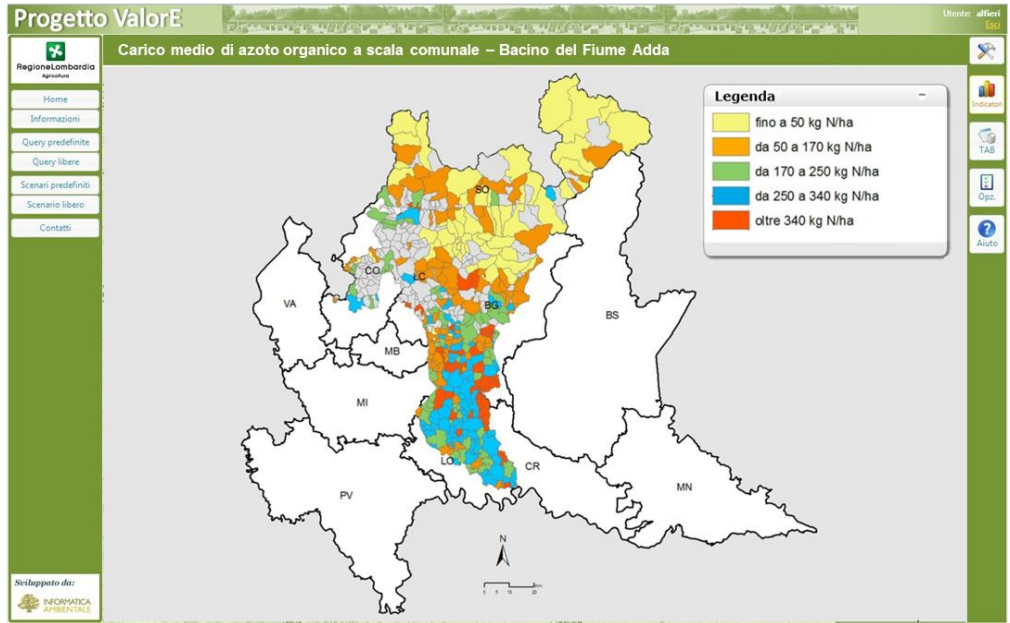 Progetto ValorE
Utente: alfieri
Esci
Carico medio di azoto organico a scala comunale – Bacino del Fiume Adda
RegioneLombardia
Agricoltura
Home
Informazioni
Query predefinite
Query libere
Scenari predefiniti
Scenario libero
Contatti
Legenda
fino a 50 kg N/ha
da 50 a 170 kg N/ha
da 170 a 250 kg N/ha
da 250 a 340 kg N/ha
oltre 340 kg N/ha
Indicatori
TAB
Opz.
Aiuto
SO
CO
LC
VA
BG
BS
MB
MI
LO
CR
PV
MN
N
0 5 10 20
Sviluppato da:
INFORMATICA
AMBIENTALE